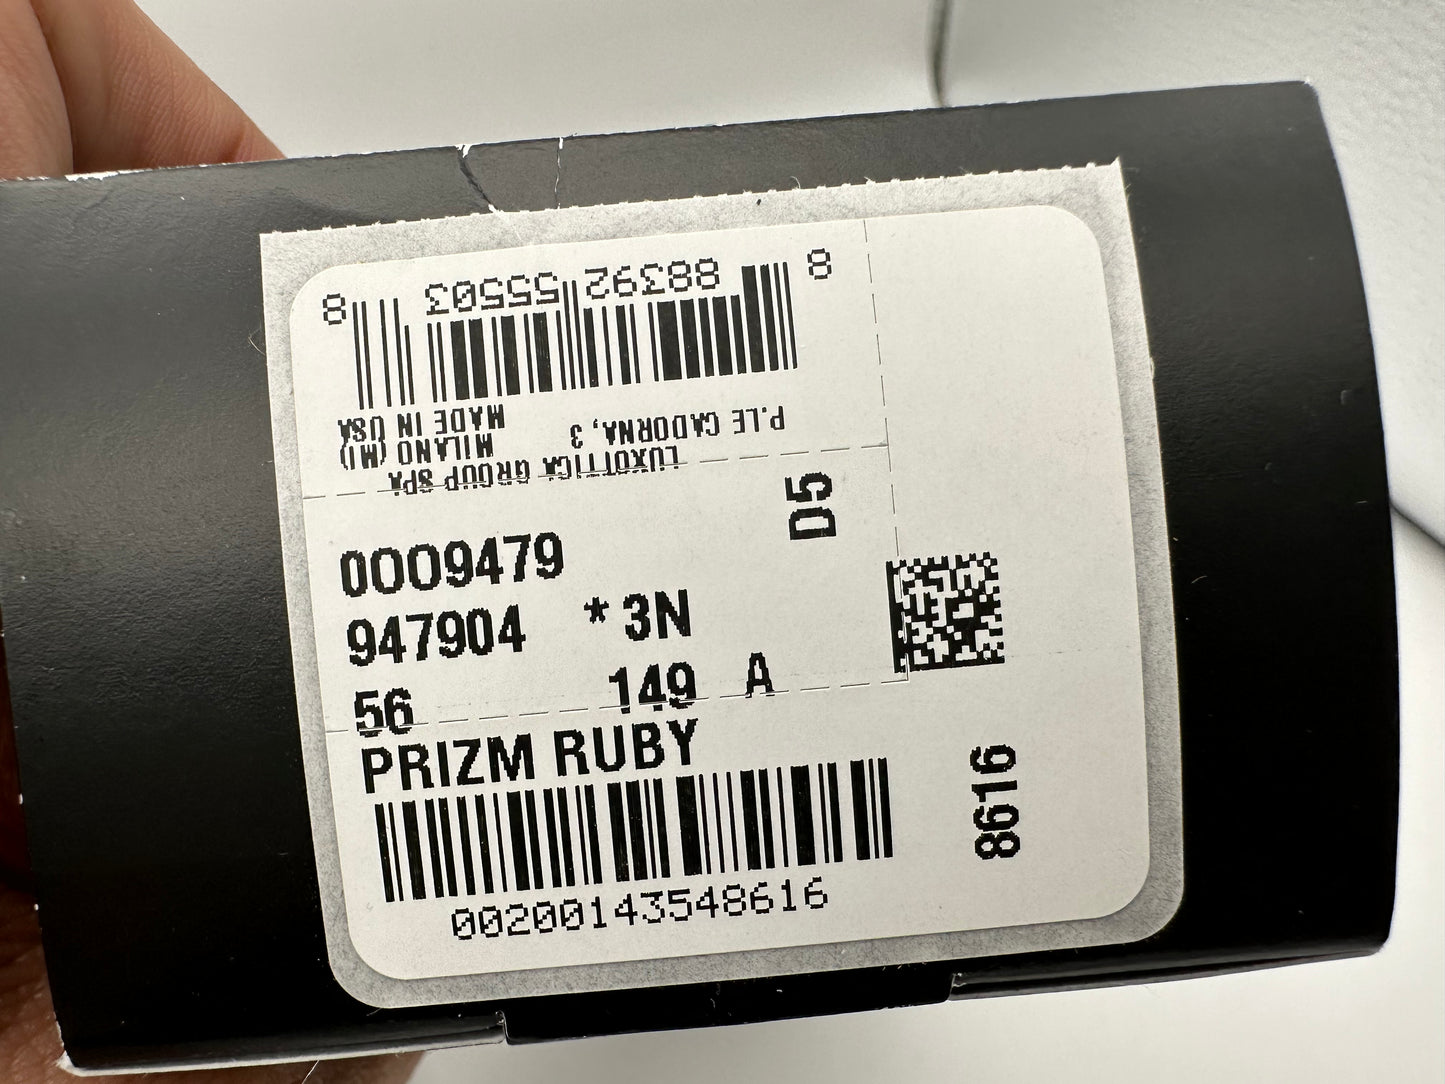 LUXOTTICA GROUP SPA
P.LE CADORNA, 3 MILANO (MI)
MADE IN USA
8 88392 55503 8
D5
0OO9479
947904 *3N
56 149 A
PRIZM RUBY
00200143548616
8616